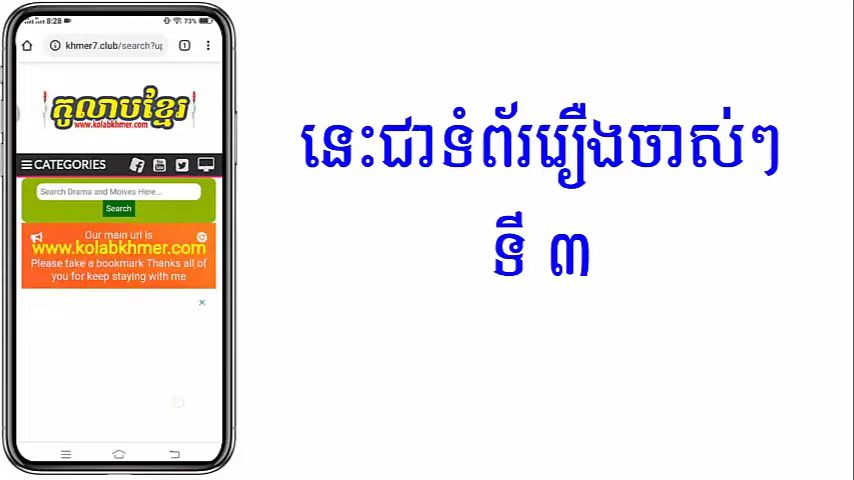 8:28
73%
khmer7.club/search?up
1
កូលាបខ្មែរ
www.kolabkhmer.com
CATEGORIES
Search Drama and Moives Here...
Search
Our main url is
www.kolabkhmer.com
Please take a bookmark Thanks all of
you for keep staying with me
នេះជាទំព័ររឿងចាស់ៗ
ទី ៣